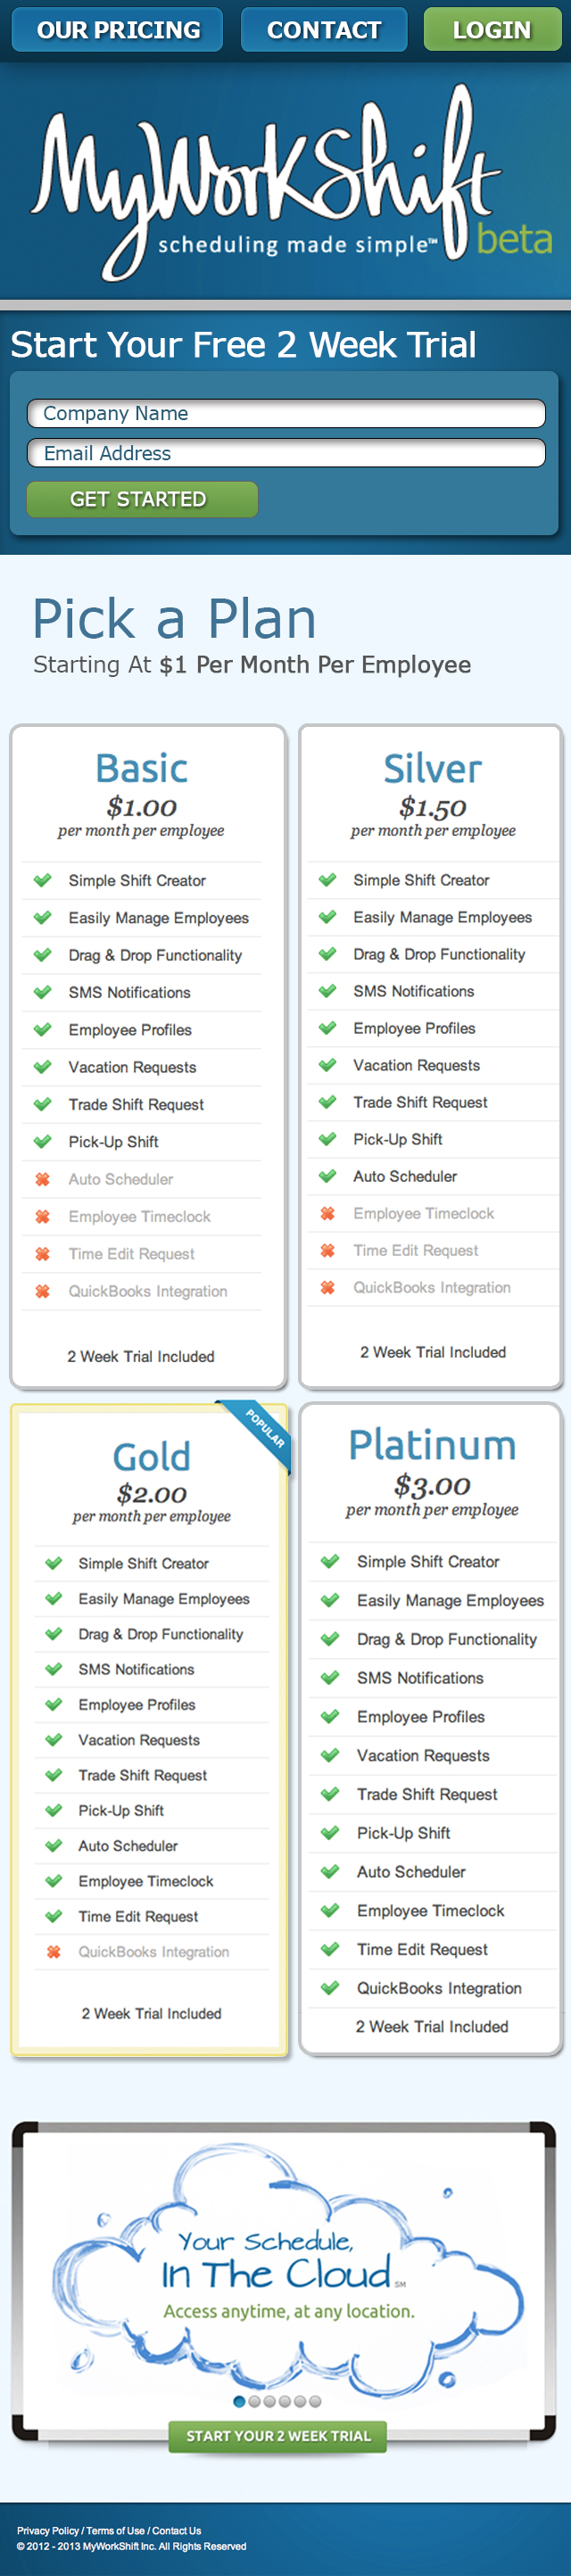 OUR PRICING
CONTACT
LOGIN
MyWorkShift
scheduling made simple™
beta
Start Your Free 2 Week Trial
Company Name
Email Address
GET STARTED
Pick a Plan
Starting At $1 Per Month Per Employee
Basic
$1.00
per month per employee
Simple Shift Creator
Easily Manage Employees
Drag & Drop Functionality
SMS Notifications
Employee Profiles
Vacation Requests
Trade Shift Request
Pick-Up Shift
Auto Scheduler
Employee Timeclock
Time Edit Request
QuickBooks Integration
2 Week Trial Included
Silver
$1.50
per month per employee
Simple Shift Creator
Easily Manage Employees
Drag & Drop Functionality
SMS Notifications
Employee Profiles
Vacation Requests
Trade Shift Request
Pick-Up Shift
Auto Scheduler
Employee Timeclock
Time Edit Request
QuickBooks Integration
2 Week Trial Included
POPULAR
Gold
$2.00
per month per employee
Simple Shift Creator
Easily Manage Employees
Drag & Drop Functionality
SMS Notifications
Employee Profiles
Vacation Requests
Trade Shift Request
Pick-Up Shift
Auto Scheduler
Employee Timeclock
Time Edit Request
QuickBooks Integration
2 Week Trial Included
Platinum
$3.00
per month per employee
Simple Shift Creator
Easily Manage Employees
Drag & Drop Functionality
SMS Notifications
Employee Profiles
Vacation Requests
Trade Shift Request
Pick-Up Shift
Auto Scheduler
Employee Timeclock
Time Edit Request
QuickBooks Integration
2 Week Trial Included
Your Schedule,
In The Cloud℠
Access anytime, at any location.
START YOUR 2 WEEK TRIAL
Privacy Policy / Terms of Use / Contact Us
© 2012 - 2013 MyWorkShift Inc. All Rights Reserved